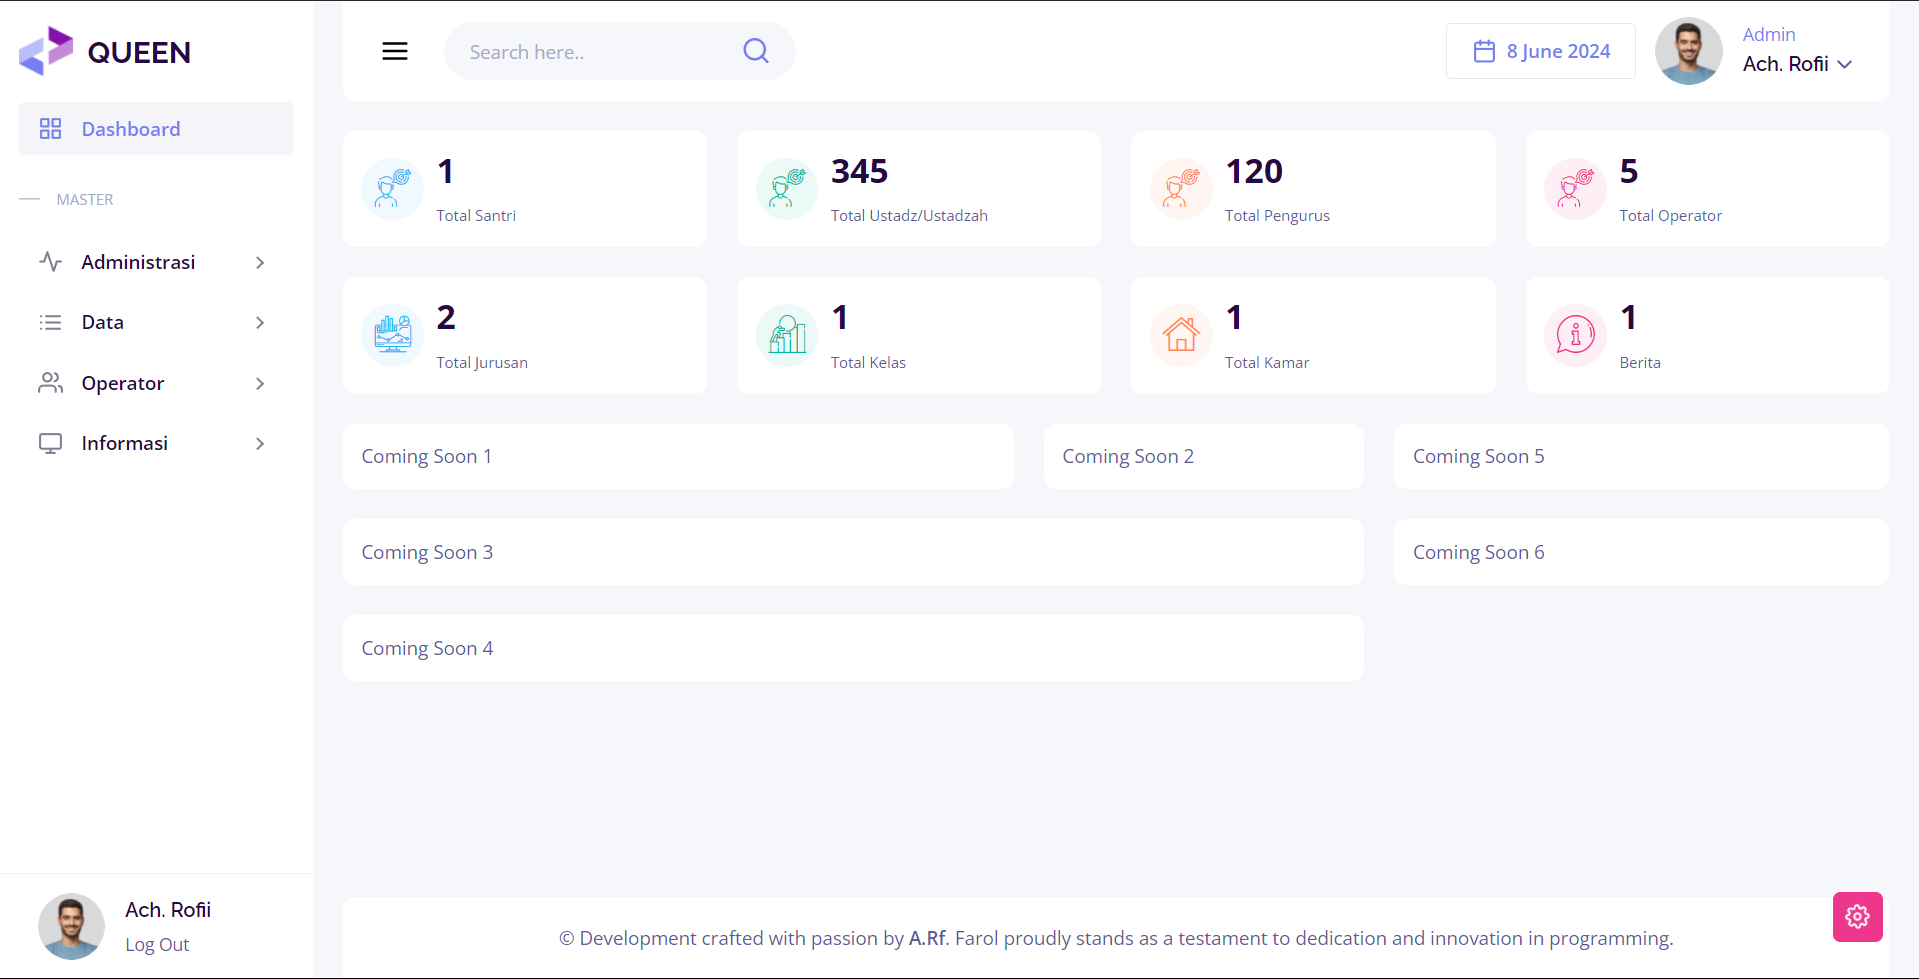 QUEEN
Search here..
8 June 2024
Admin
Ach. Rofii
Dashboard
MASTER
Administrasi
Data
Operator
Informasi
1
Total Santri
345
Total Ustadz/Ustadzah
120
Total Pengurus
5
Total Operator
2
Total Jurusan
1
Total Kelas
1
Total Kamar
1
Berita
Coming Soon 1
Coming Soon 2
Coming Soon 5
Coming Soon 3
Coming Soon 6
Coming Soon 4
Ach. Rofii
Log Out
© Development crafted with passion by A.Rf. Farol proudly stands as a testament to dedication and innovation in programming.